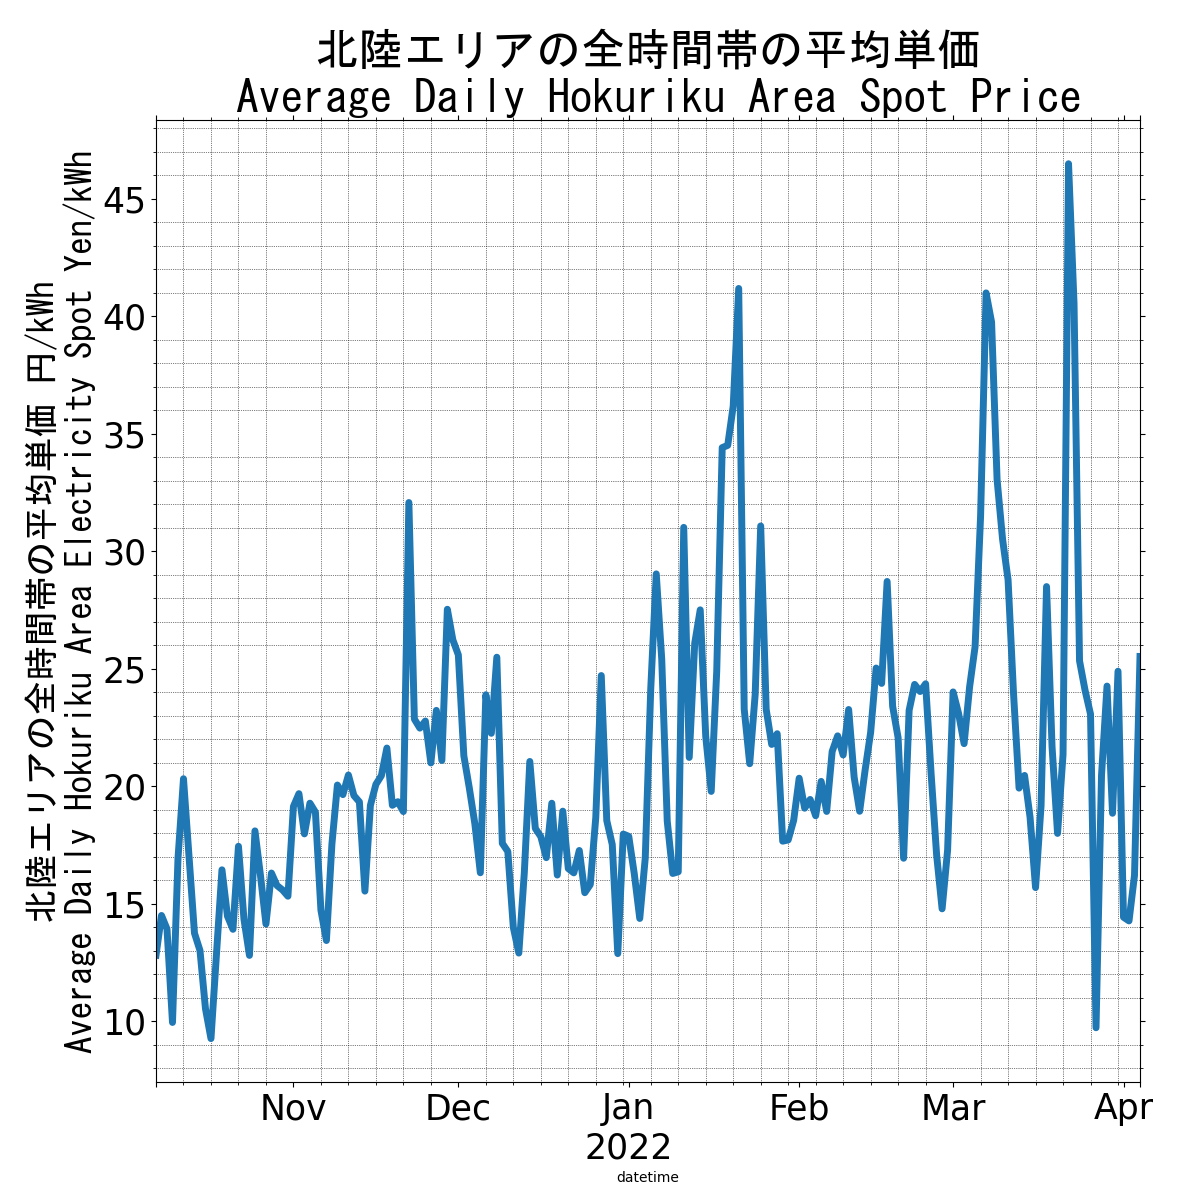 北陸エリアの全時間帯の平均単価
Average Daily Hokuriku Area Spot Price
北陸エリアの全時間帯の平均単価 円/kWh
Average Daily Hokuriku Area Electricity Spot Yen/kWh
45
40
35
30
25
20
15
10
Nov
Dec
Jan
2022
Feb
Mar
Apr
datetime